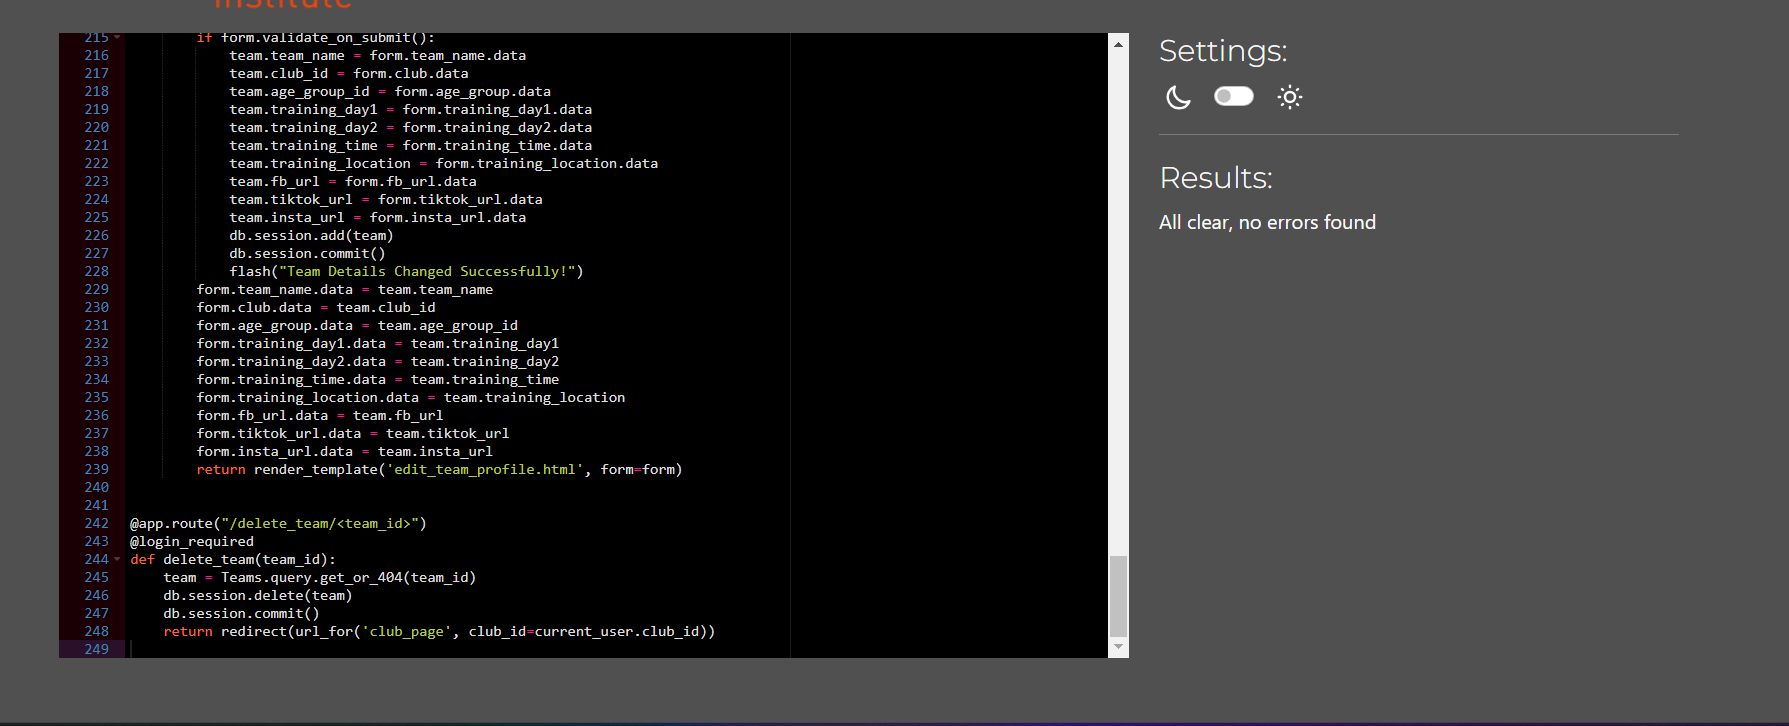 Institute
215 if form.validate_on_submit():
216 team.team_name = form.team_name.data
217 team.club_id = form.club.data
218 team.age_group_id = form.age_group.data
219 team.training_day1 = form.training_day1.data
220 team.training_day2 = form.training_day2.data
221 team.training_time = form.training_time.data
222 team.training_location = form.training_location.data
223 team.fb_url = form.fb_url.data
224 team.tiktok_url = form.tiktok_url.data
225 team.insta_url = form.insta_url.data
226 db.session.add(team)
227 db.session.commit()
228 flash("Team Details Changed Successfully!")
229 form.team_name.data = team.team_name
230 form.club.data = team.club_id
231 form.age_group.data = team.age_group_id
232 form.training_day1.data = team.training_day1
233 form.training_day2.data = team.training_day2
234 form.training_time.data = team.training_time
235 form.training_location.data = team.training_location
236 form.fb_url.data = team.fb_url
237 form.tiktok_url.data = team.tiktok_url
238 form.insta_url.data = team.insta_url
239 return render_template('edit_team_profile.html', form=form)
240
241
242 @app.route("/delete_team/<team_id>")
243 @login_required
244 def delete_team(team_id):
245 team = Teams.query.get_or_404(team_id)
246 db.session.delete(team)
247 db.session.commit()
248 return redirect(url_for('club_page', club_id=current_user.club_id))
249
Settings:
Results:
All clear, no errors found